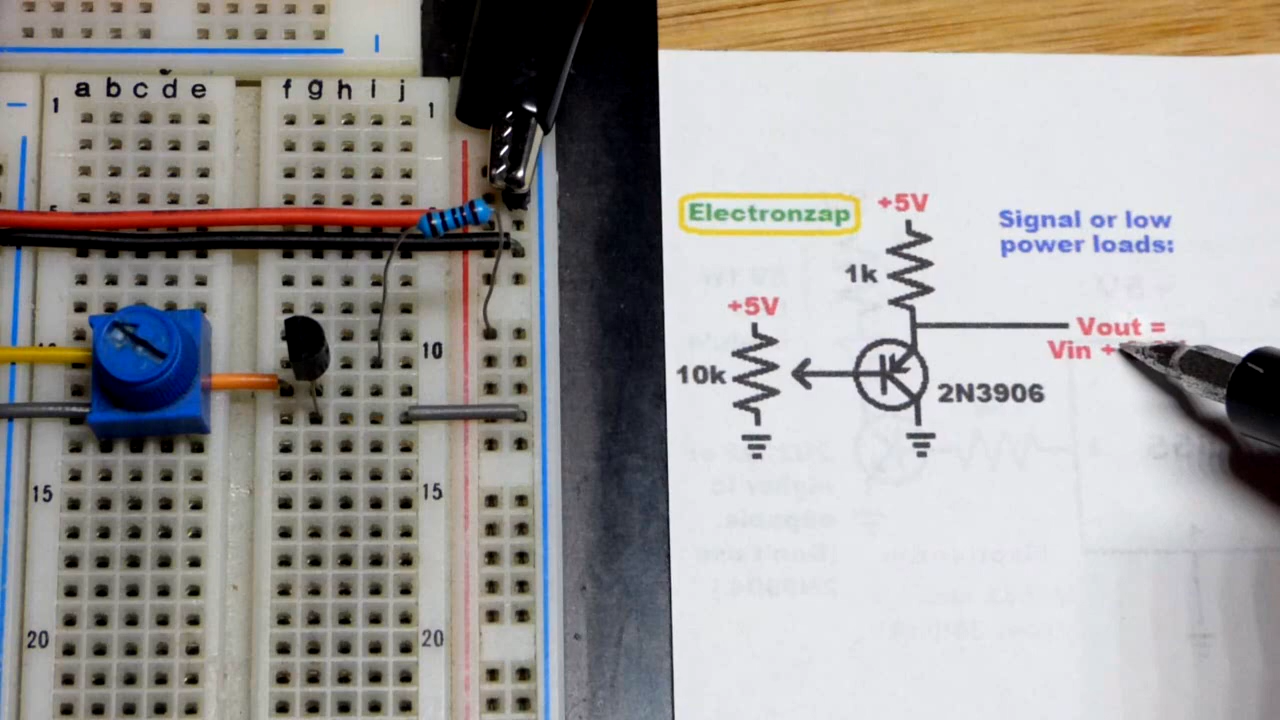 a b c d e
f g h i j
1
1
10
15
15
20
20
Electronzap
+5V
Signal or low
power loads:
1k
+5V
Vout =
Vin +
10k
2N3906